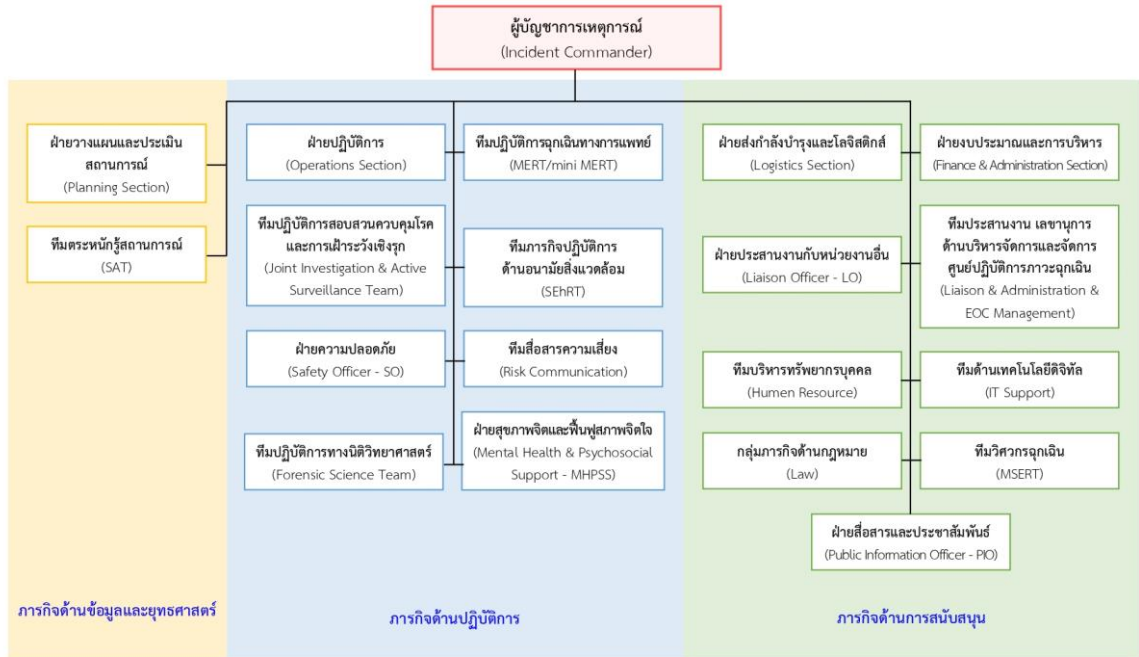 ผู้บัญชาการเหตุการณ์
(Incident Commander)
ฝ่ายวางแผนและประเมิน
สถานการณ์
(Planning Section)
ทีมตระหนักรู้สถานการณ์
(SAT)
ภารกิจด้านข้อมูลและยุทธศาสตร์
ฝ่ายปฏิบัติการ
(Operations Section)
ทีมปฏิบัติการฉุกเฉินทางการแพทย์
(MERT/mini MERT)
ทีมปฏิบัติการสอบสวนควบคุมโรค
และการเฝ้าระวังเชิงรุก
(Joint Investigation & Active
Surveillance Team)
ทีมภารกิจปฏิบัติการ
ด้านอนามัยสิ่งแวดล้อม
(SEhRT)
ฝ่ายความปลอดภัย
(Safety Officer - SO)
ทีมสื่อสารความเสี่ยง
(Risk Communication)
ทีมปฏิบัติการทางนิติวิทยาศาสตร์
(Forensic Science Team)
ฝ่ายสุขภาพจิตและฟื้นฟูสภาพจิตใจ
(Mental Health & Psychosocial
Support - MHPSS)
ภารกิจด้านปฏิบัติการ
ฝ่ายส่งกำลังบำรุงและโลจิสติกส์
(Logistics Section)
ฝ่ายงบประมาณและการบริหาร
(Finance & Administration Section)
ฝ่ายประสานงานกับหน่วยงานอื่น
(Liaison Officer - LO)
ทีมประสานงาน เลขานุการ
ด้านบริหารจัดการและจัดการ
ศูนย์ปฏิบัติการภาวะฉุกเฉิน
(Liaison & Administration &
EOC Management)
ทีมบริหารทรัพยากรบุคคล
(Human Resource)
ทีมด้านเทคโนโลยีดิจิทัล
(IT Support)
กลุ่มภารกิจด้านกฎหมาย
(Law)
ทีมวิศวกรฉุกเฉิน
(MSERT)
ฝ่ายสื่อสารและประชาสัมพันธ์
(Public Information Officer - PIO)
ภารกิจด้านการสนับสนุน